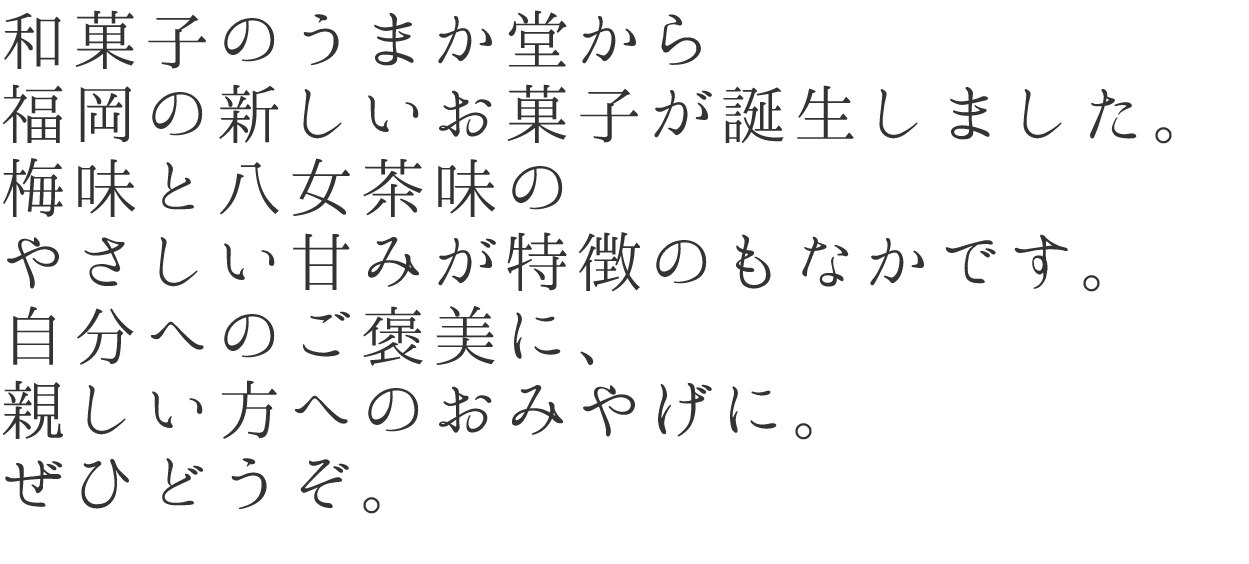 和菓子のうまか堂から
福岡の新しいお菓子が誕生しました。
梅味と八女茶味の
やさしい甘みが特徴のもなかです。
自分へのご褒美に、
親しい方へのおみやげに。
ぜひどうぞ。